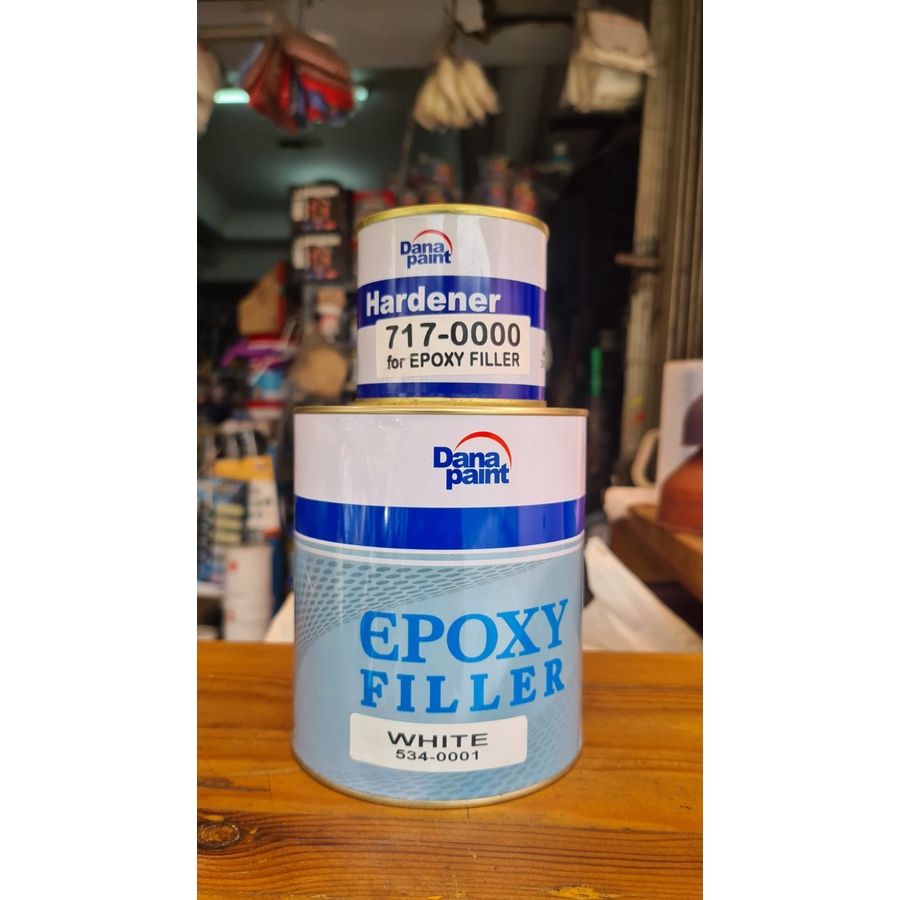 Dana
paint
Hardener
717-0000
for EPOXY FILLER
Dana
paint
EPOXY
FILLER
WHITE
534-0001